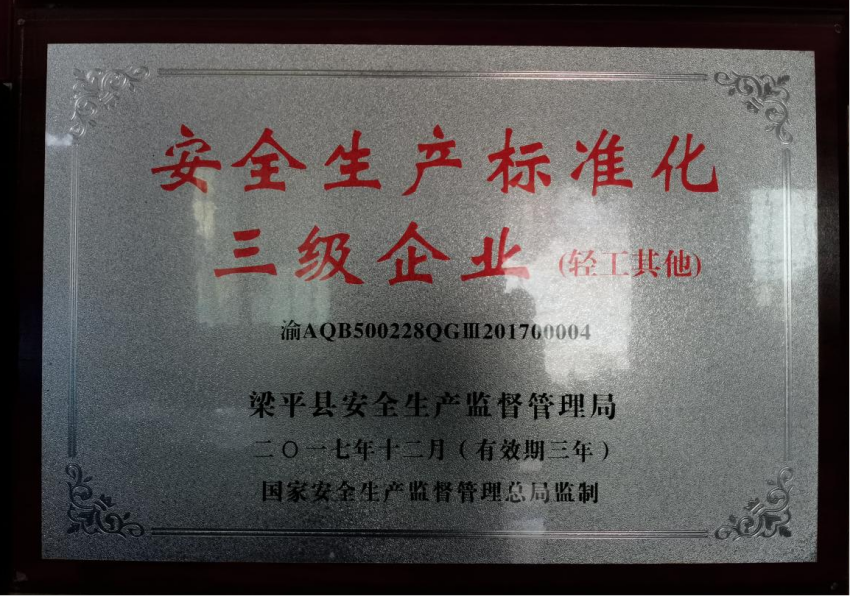 安全生产标准化
三级企业 (轻工其他)
渝AQB500228QGⅢ201700004
梁平县安全生产监督管理局
二〇一七年十二月(有效期三年)
国家安全生产监督管理总局监制